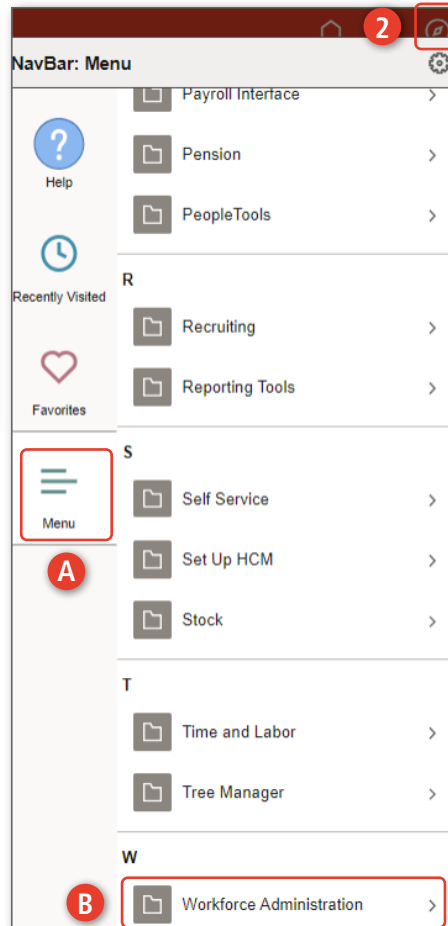 2
NavBar: Menu
Payroll Interface
?
Help
Pension
PeopleTools
Recently Visited
R
Recruiting
Favorites
Reporting Tools
S
Menu
Self Service
A
Set Up HCM
Stock
T
Time and Labor
Tree Manager
W
B
Workforce Administration